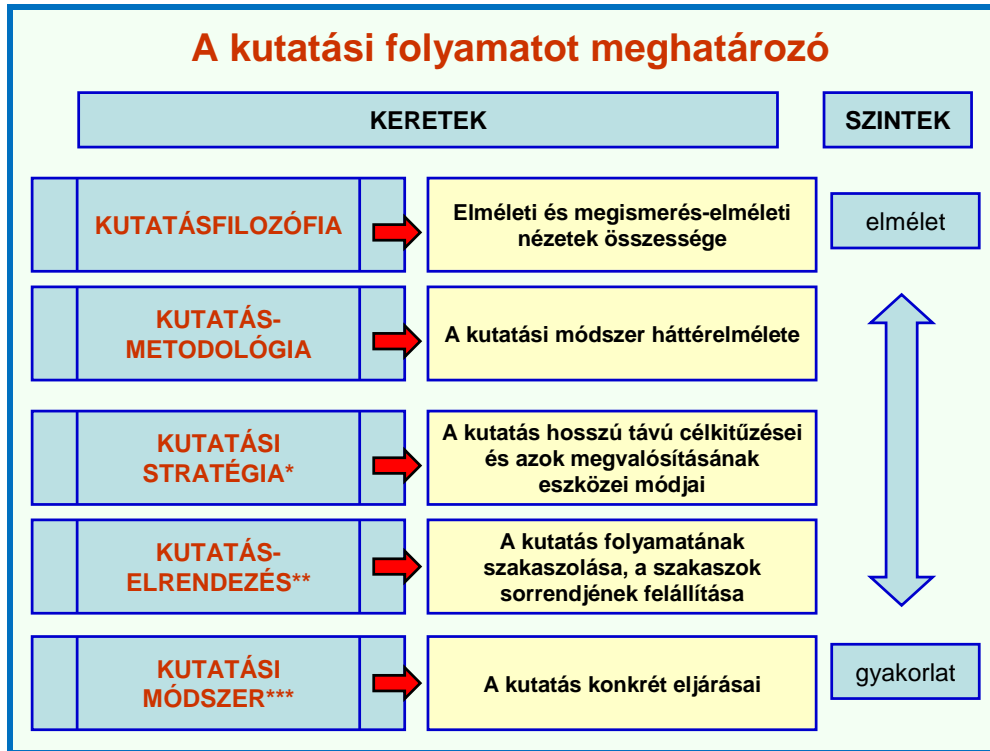 A kutatási folyamatot meghatározó
KERETEK
SZINTEK
KUTATÁSFILOZÓFIA
Elméleti és megismerés-elméleti
nézetek összessége
elmélet
KUTATÁS-
METODOLÓGIA
A kutatási módszer háttérelmélete
KUTATÁSI
STRATÉGIA*
A kutatás hosszú távú célkitűzései
és azok megvalósításának
eszközei módjai
KUTATÁS-
ELRENDEZÉS**
A kutatás folyamatának
szakaszolása, a szakaszok
sorrendjének felállítása
KUTATÁSI
MÓDSZER***
A kutatás konkrét eljárásai
gyakorlat